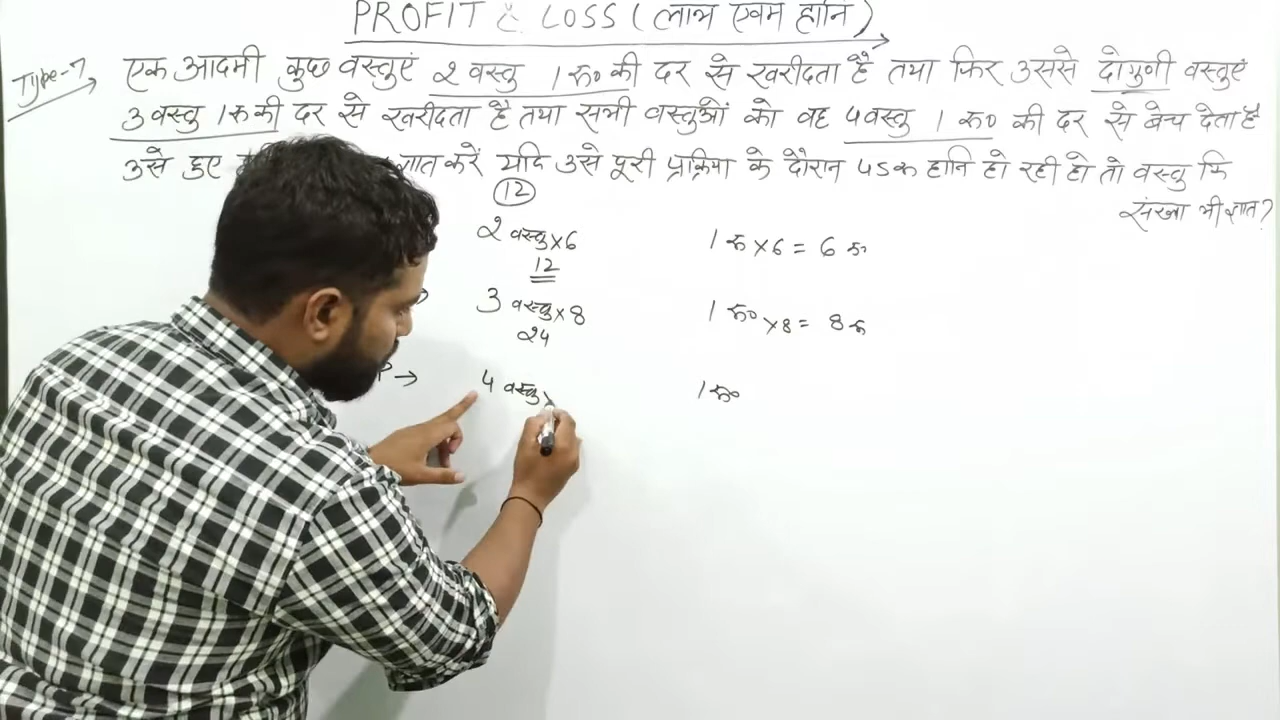 PROFIT & LOSS (लाभ एवम हानि)
Type-7
एक आदमी कुछ वस्तुएं 2 वस्तु 1 रू० की दर से खरीदता है तथा फिर उससे दोगुनी वस्तुएं
3 वस्तु 1 रू की दर से खरीदता है तथा सभी वस्तुओं को वह 4 वस्तु 1 रू० की दर से बेच देता है
उसे हुए ज्ञात करें यदि उसे पूरी प्रक्रिया के दौरान 45 रू हानि हो रही हो तो वस्तु कि
संख्या भी ज्ञात?
12
2 वस्तु x 6 1 रू x 6 = 6 रू
12
3 वस्तु x 8 1 रू० x 8 = 8 रू
24
P → 4 वस्तु x 1 रू०